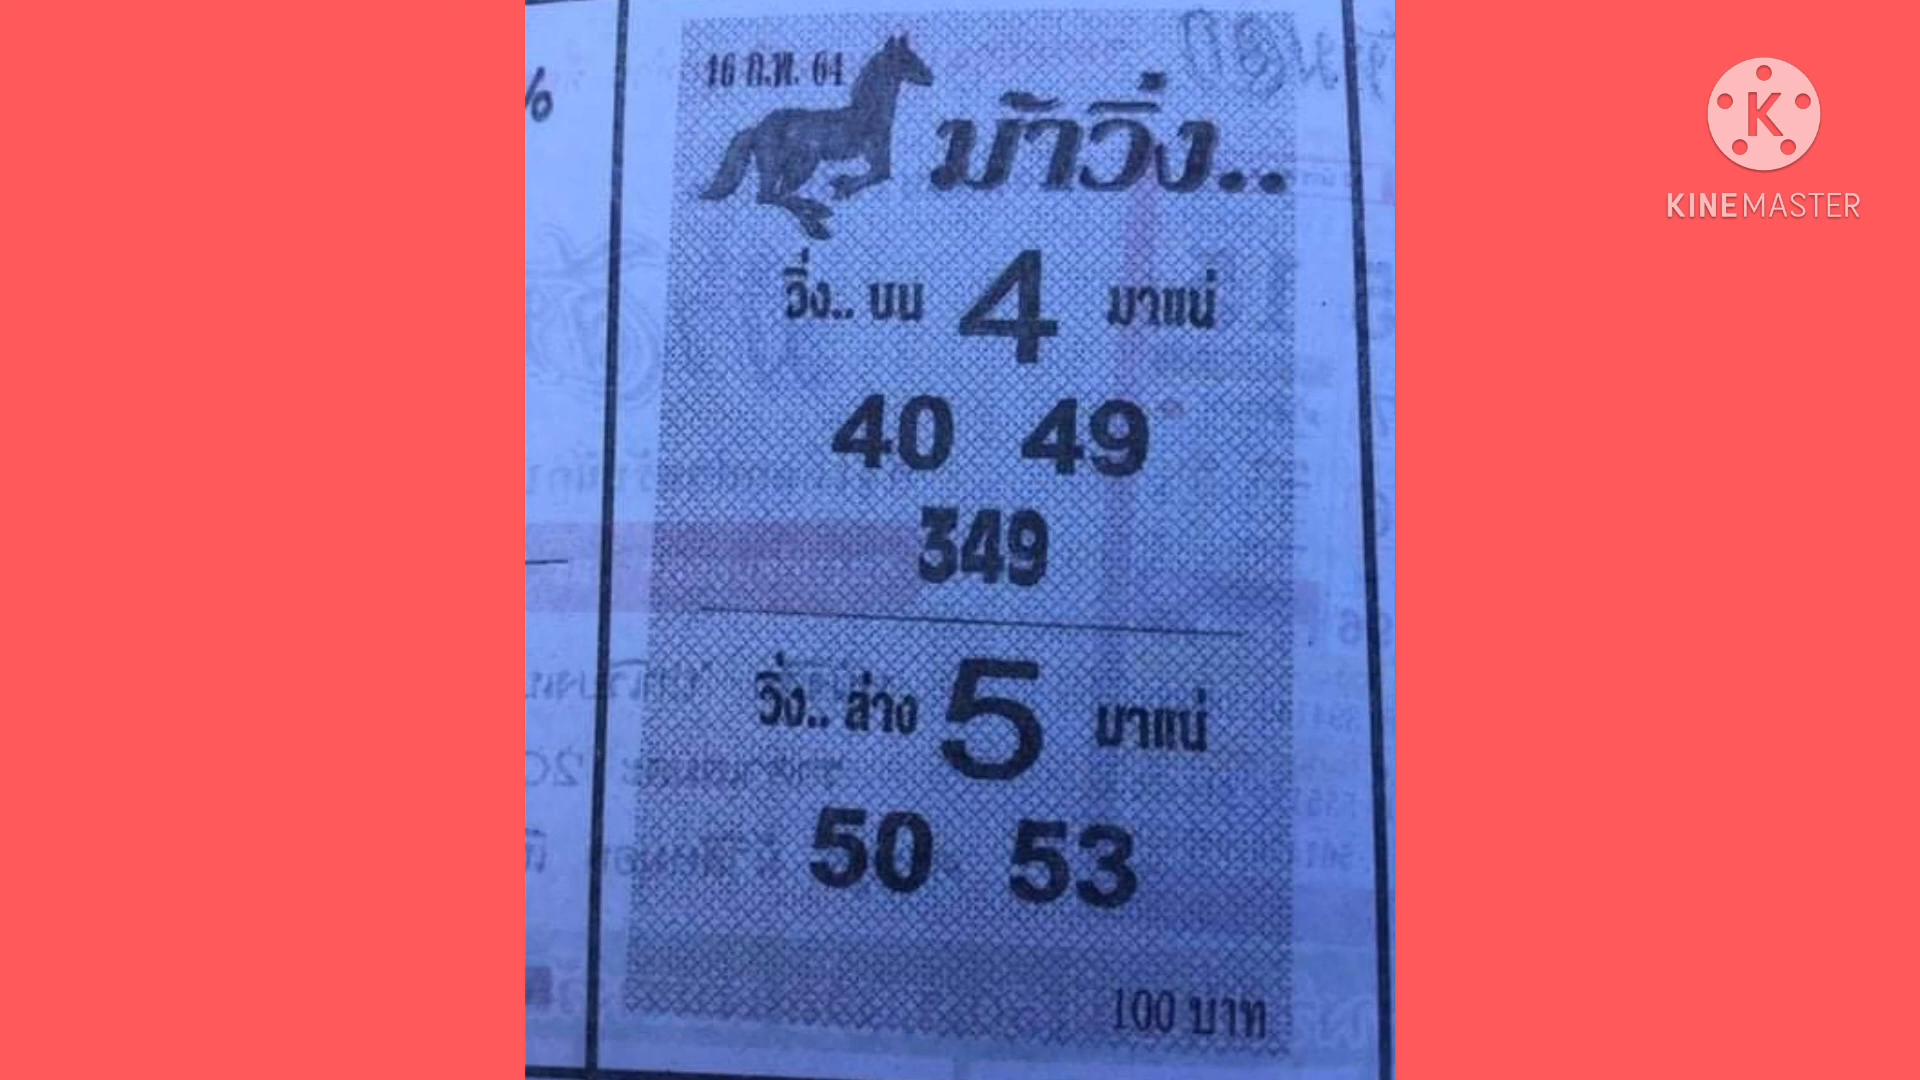 16 ก.พ. 64
ม้าวิ่ง..
วิ่ง.. บน 4 มาแน่
40 49
349
วิ่ง.. ล่าง 5 มาแน่
50 53
100 บาท
%
K
KINEMASTER